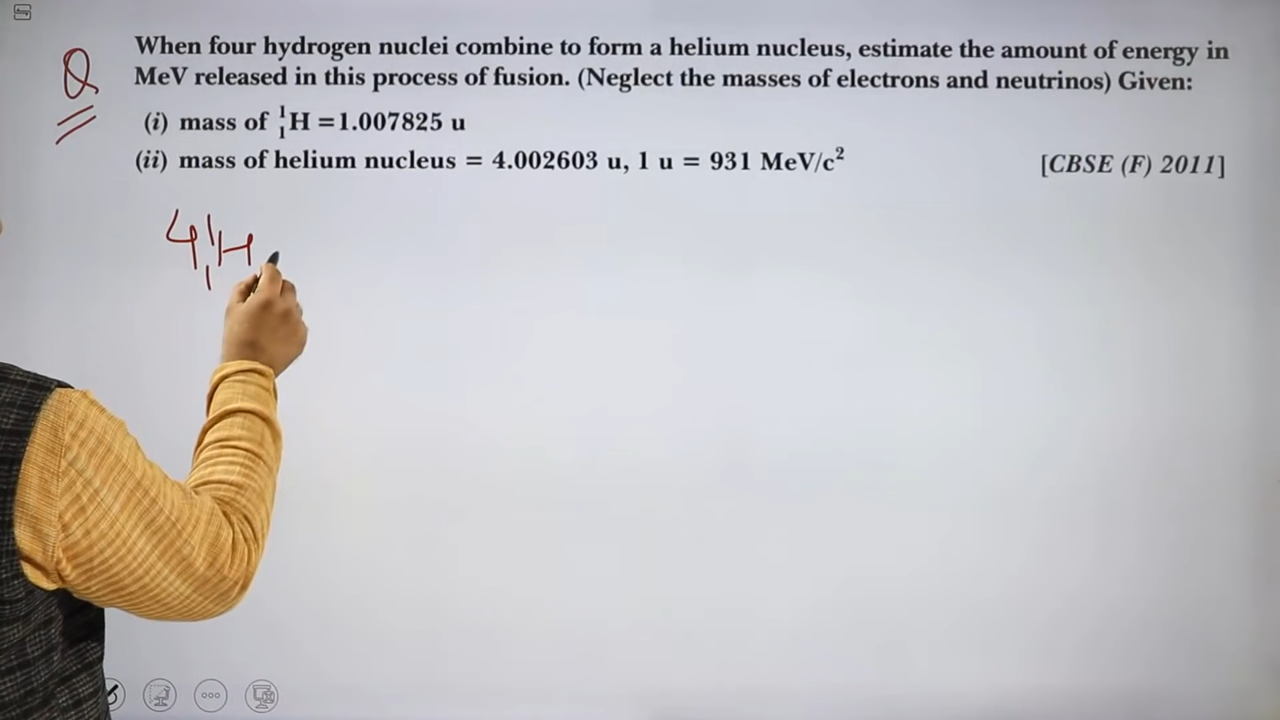 When four hydrogen nuclei combine to form a helium nucleus, estimate the amount of energy in
MeV released in this process of fusion. (Neglect the masses of electrons and neutrinos) Given:
Q
(i) mass of ¹₁H = 1.007825 u
(ii) mass of helium nucleus = 4.002603 u, 1 u = 931 MeV/c² [CBSE (F) 2011]
4 ¹₁H